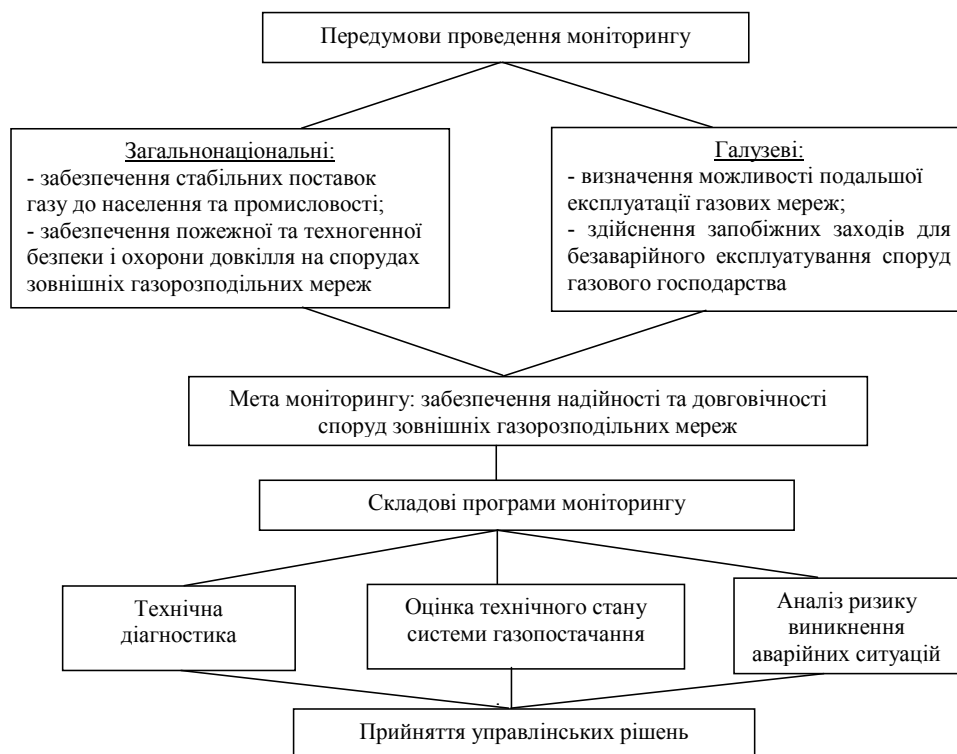 Передумови проведення моніторингу
Загальнонаціональні:
- забезпечення стабільних поставок
газу до населення та промисловості;
- забезпечення пожежної та техногенної
безпеки і охорони довкілля на спорудах
зовнішніх газорозподільних мереж
Галузеві:
- визначення можливості подальшої
експлуатації газових мереж;
- здійснення запобіжних заходів для
безаварійного експлуатування споруд
газового господарства
Мета моніторингу: забезпечення надійності та довговічності
споруд зовнішніх газорозподільних мереж
Складові програми моніторингу
Технічна
діагностика
Оцінка технічного стану
системи газопостачання
Аналіз ризику
виникнення
аварійних ситуацій
Прийняття управлінських рішень